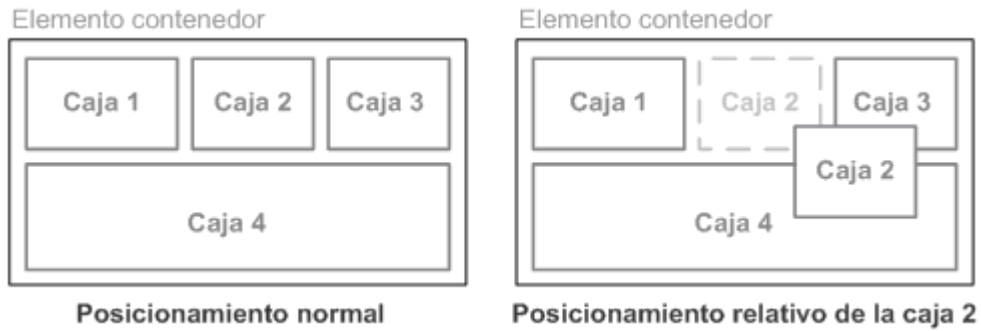 Elemento contenedor
Caja 1
Caja 2
Caja 3
Caja 4
Posicionamiento normal
Elemento contenedor
Caja 1
Caja 2
Caja 3
Caja 2
Caja 4
Posicionamiento relativo de la caja 2